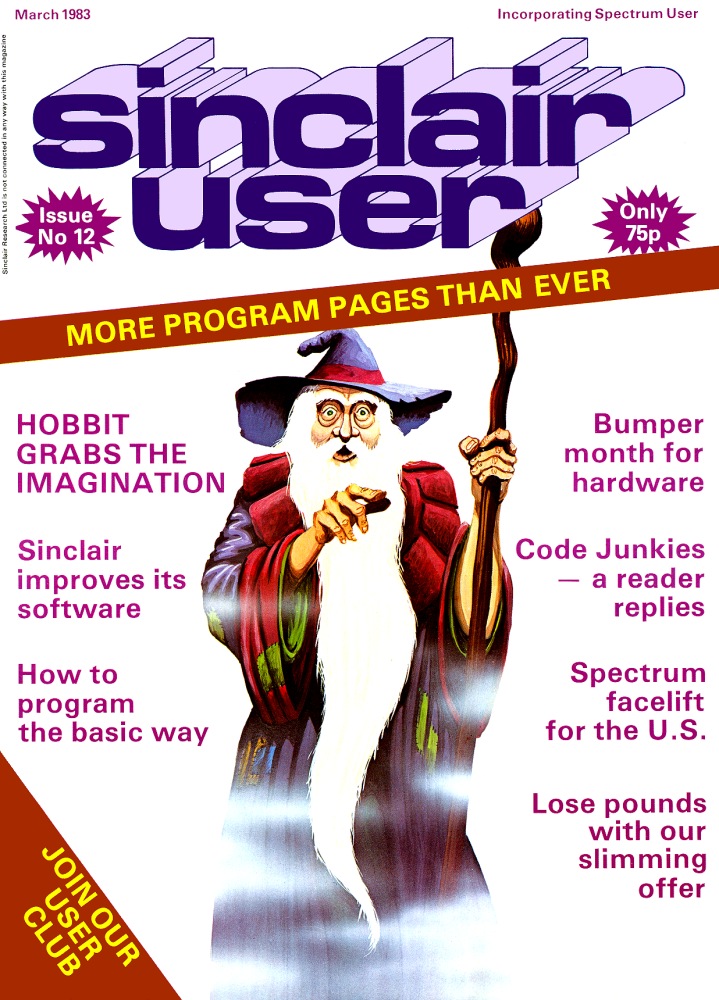 March 1983
Incorporating Spectrum User
Sinclair Research Ltd is not connected in any way with this magazine
sinclair
user
Issue
No 12
Only
75p
MORE PROGRAM PAGES THAN EVER
HOBBIT
GRABS THE
IMAGINATION
Sinclair
improves its
software
How to
program
the basic way
Bumper
month for
hardware
Code Junkies
— a reader
replies
Spectrum
facelift
for the U.S.
Lose pounds
with our
slimming
offer
JOIN OUR
USER
CLUB